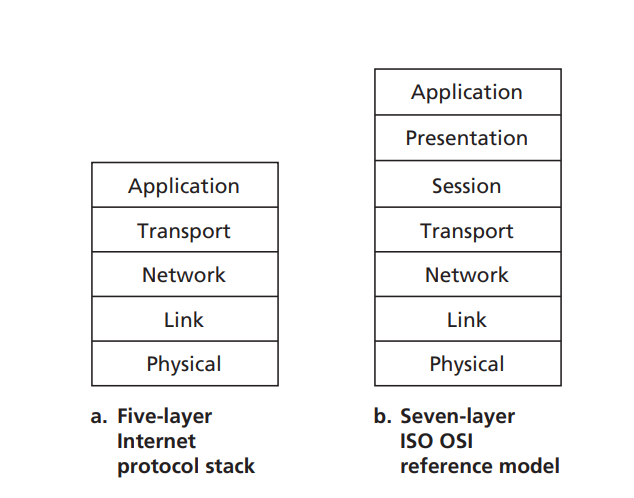 Application
Transport
Network
Link
Physical
a. Five-layer
Internet
protocol stack
Application
Presentation
Session
Transport
Network
Link
Physical
b. Seven-layer
ISO OSI
reference model